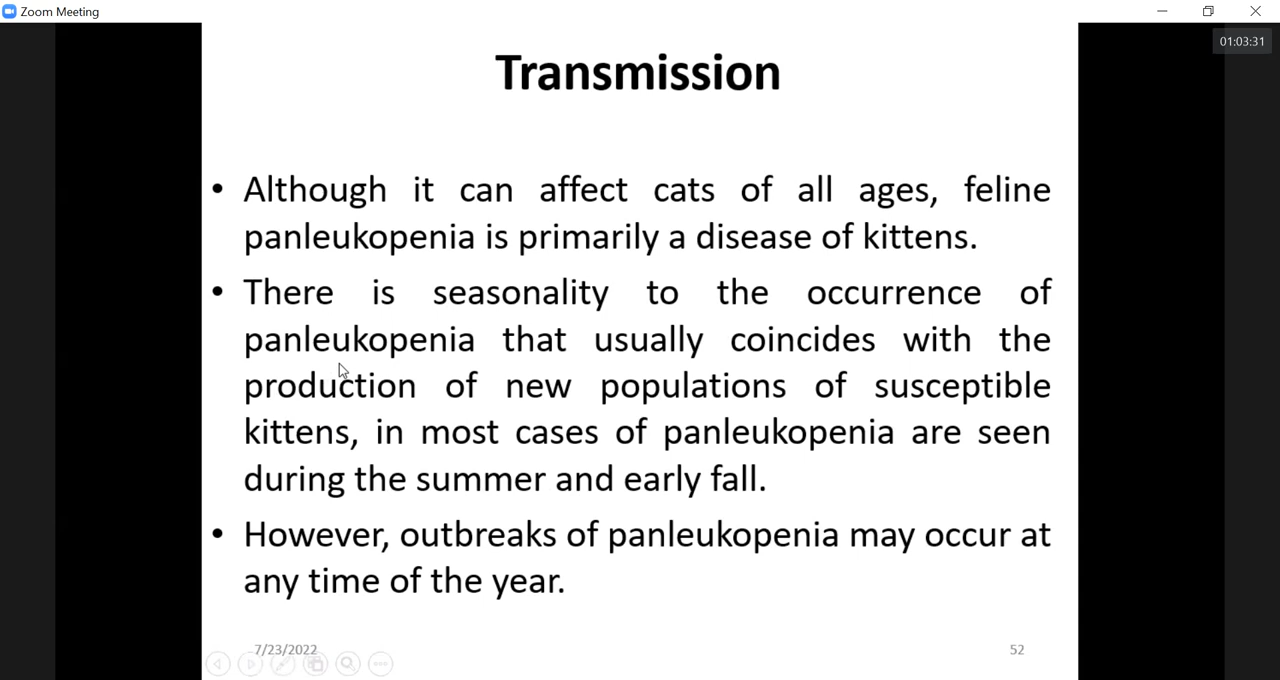 Zoom Meeting
01:03:31
Transmission
• Although it can affect cats of all ages, feline
panleukopenia is primarily a disease of kittens.
• There is seasonality to the occurrence of
panleukopenia that usually coincides with the
production of new populations of susceptible
kittens, in most cases of panleukopenia are seen
during the summer and early fall.
• However, outbreaks of panleukopenia may occur at
any time of the year.
7/23/2022
52